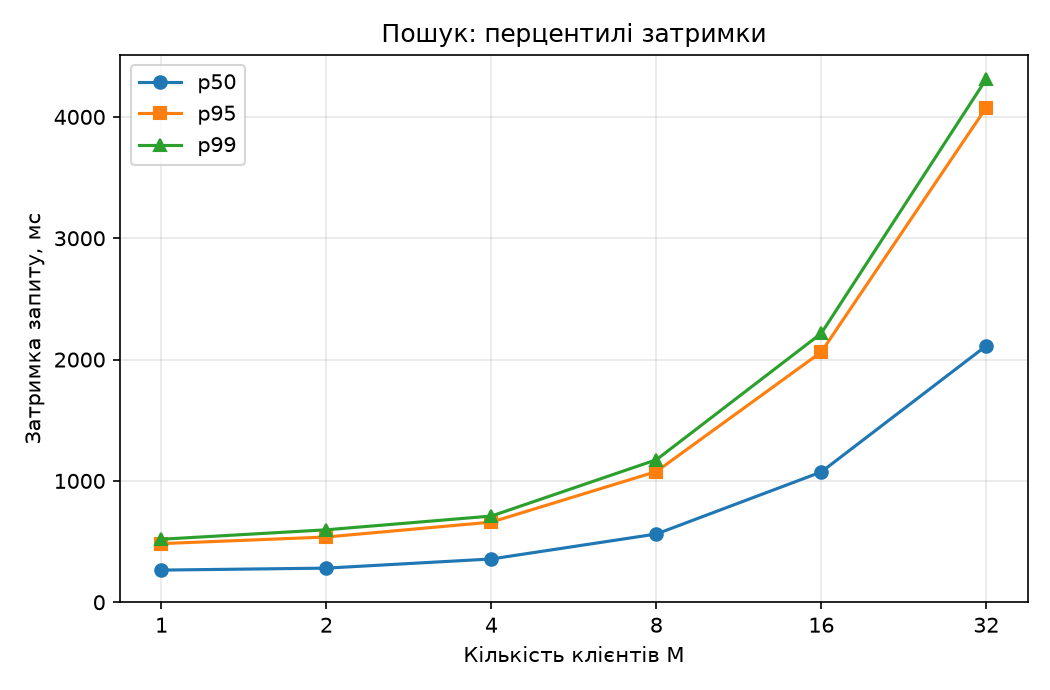 Пошук: перцентилі затримки
p50
p95
p99
Затримка запиту, мс
4000
3000
2000
1000
0
1 2 4 8 16 32
Кількість клієнтів M